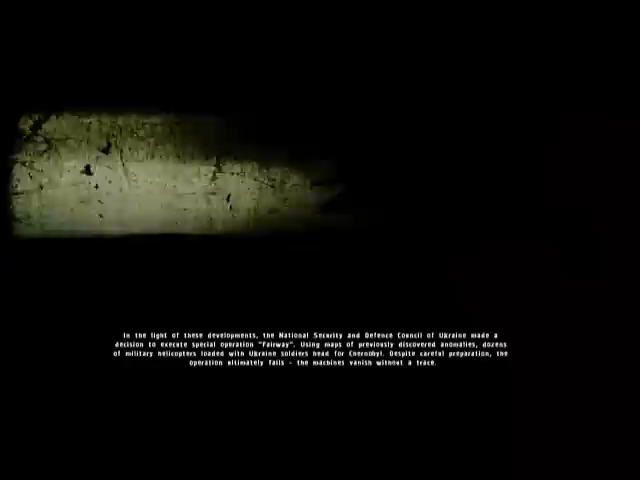 In the light of these developments, the National Security and Defence Council of Ukraine made a
decision to execute special operation "Fairway". Using maps of previously discovered anomalies, dozens
of military helicopters loaded with Ukraine soldiers head for Chernobyl. Despite careful preparation, the
operation ultimately fails - the machines vanish without a trace.